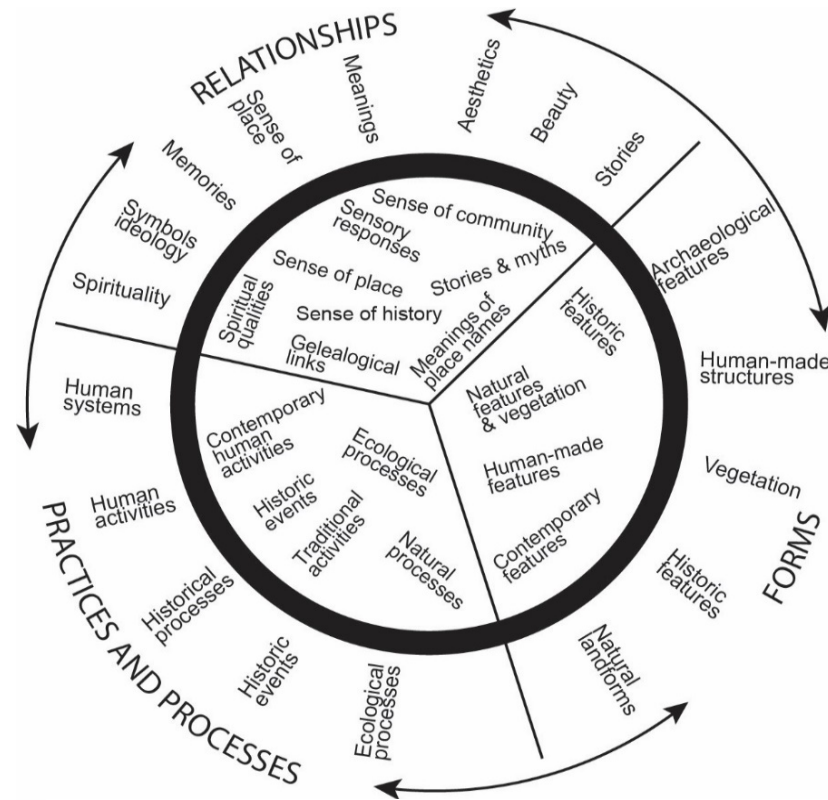 RELATIONSHIPS
Spirituality
Symbols
ideology
Memories
Sense of
place
Meanings
Aesthetics
Beauty
Stories
Sense of community
Sensory
responses
Sense of place
Stories & myths
Spiritual
qualities
Sense of history
Gelealogical
links
Meanings of
place names
FORMS
Archaeological
features
Human-made
structures
Vegetation
Historic
features
Natural
landforms
Historic
features
Natural
features
& vegetation
Human-made
features
Contemporary
features
PRACTICES AND PROCESSES
Human
systems
Human
activities
Historical
processes
Historic
events
Ecological
processes
Contemporary
human
activities
Ecological
processes
Historic
events
Traditional
activities
Natural
processes